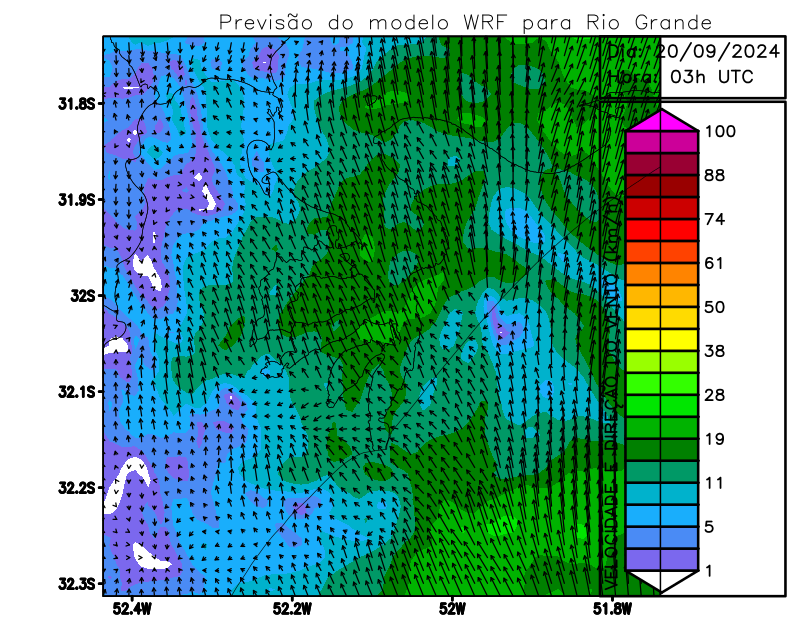 Previsão do modelo WRF para Rio Grande
Dia: 20/09/2024
Hora: 03h UTC
VELOCIDADE E DIREÇÃO DO VENTO (km/h)
100
88
74
61
50
38
28
19
11
5
1
31.8S
31.9S
32S
32.1S
32.2S
32.3S
52.4W
52.2W
52W
51.8W